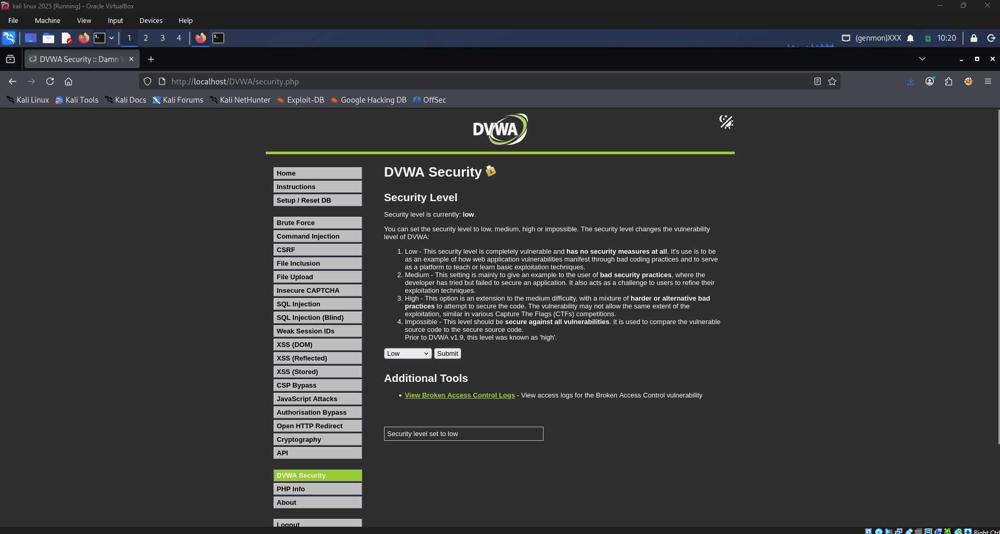 kali linux 2025 [Running] - Oracle VirtualBox
File Machine View Input Devices Help
1 2 3 4 (genmon)XXX 10:20
DVWA Security :: Damn V
http://localhost/DVWA/security.php
Kali Linux Kali Tools Kali Docs Kali Forums Kali NetHunter Exploit-DB Google Hacking DB OffSec
DVWA
Home
Instructions
Setup / Reset DB
Brute Force
Command Injection
CSRF
File Inclusion
File Upload
Insecure CAPTCHA
SQL Injection
SQL Injection (Blind)
Weak Session IDs
XSS (DOM)
XSS (Reflected)
XSS (Stored)
CSP Bypass
JavaScript Attacks
Authorisation Bypass
Open HTTP Redirect
Cryptography
API
DVWA Security
PHP Info
About
Logout
DVWA Security
Security Level
Security level is currently: low.
You can set the security level to low, medium, high or impossible. The security level changes the vulnerability
level of DVWA:
1. Low - This security level is completely vulnerable and has no security measures at all. It's use is to be
as an example of how web application vulnerabilities manifest through bad coding practices and to serve
as a platform to teach or learn basic exploitation techniques.
2. Medium - This setting is mainly to give an example to the user of bad security practices, where the
developer has tried but failed to secure an application. It also acts as a challenge to users to refine their
exploitation techniques.
3. High - This option is an extension to the medium difficulty, with a mixture of harder or alternative bad
practices to attempt to secure the code. The vulnerability may not allow the same extent of the
exploitation, similar in various Capture The Flags (CTFs) competitions.
4. Impossible - This level should be secure against all vulnerabilities. It is used to compare the vulnerable
source code to the secure source code.
Prior to DVWA v1.9, this level was known as 'high'.
Low Submit
Additional Tools
• View Broken Access Control Logs - View access logs for the Broken Access Control vulnerability
Security level set to low
Right Ctrl